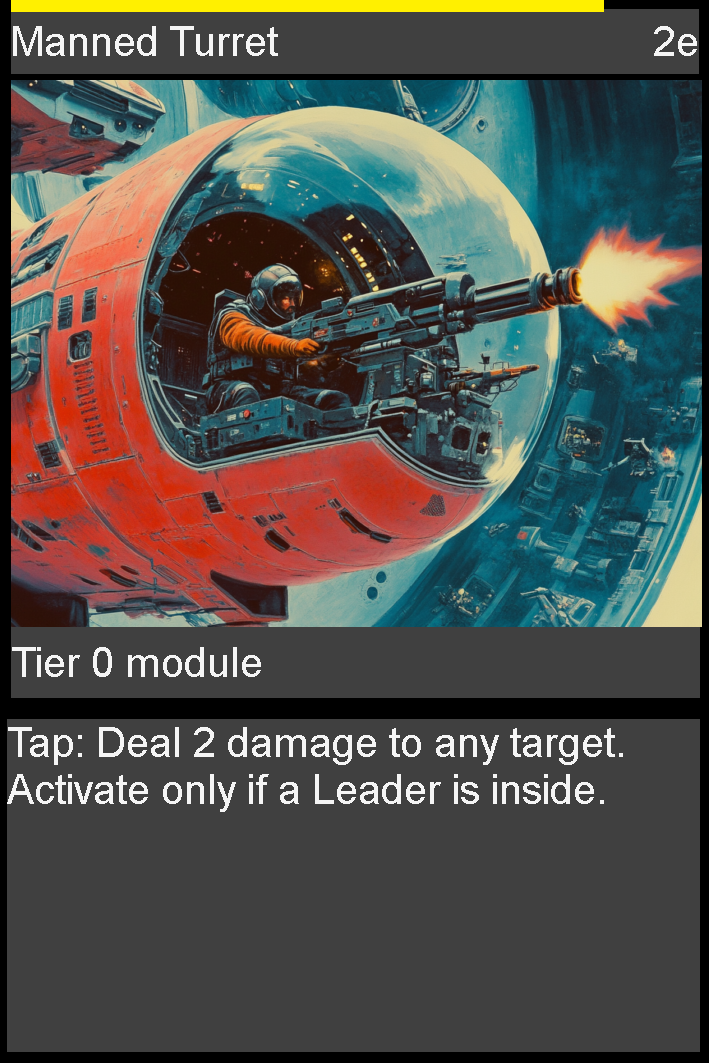 Manned Turret 2e
Tier 0 module
Tap: Deal 2 damage to any target.
Activate only if a Leader is inside.